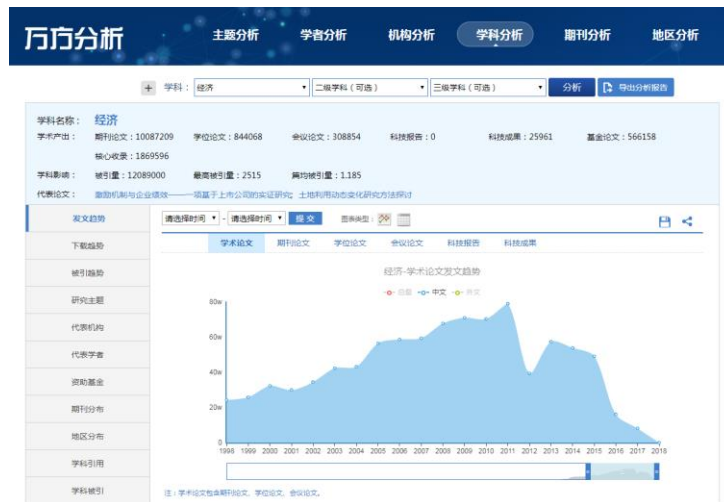 万方分析
主题分析 学者分析 机构分析 学科分析 期刊分析 地区分析
+ 学科： 经济 二级学科（可选） 三级学科（可选） 分析 导出分析报告
学科名称： 经济
学术产出： 期刊论文：10087209 学位论文：844068 会议论文：308854 科技报告：0 科技成果：25961 基金论文：566158
核心收录：1869596
学科影响： 被引量：12089000 最高被引量：2515 篇均被引量：1.185
代表论文： 激励机制与企业绩效——一项基于上市公司的实证研究; 土地利用动态变化研究方法探讨
发文趋势
下载趋势
被引趋势
研究主题
代表机构
代表学者
资助基金
期刊分布
地区分布
学科引用
学科被引
请选择时间 - 请选择时间 提交 图表类型：
学术论文 期刊论文 学位论文 会议论文 科技报告 科技成果
经济-学术论文发文趋势
总量 中文 外文
80w
60w
40w
20w
0
1998 1999 2000 2001 2002 2003 2004 2005 2006 2007 2008 2009 2010 2011 2012 2013 2014 2015 2016 2017 2018
注：学术论文包含期刊论文、学位论文、会议论文。